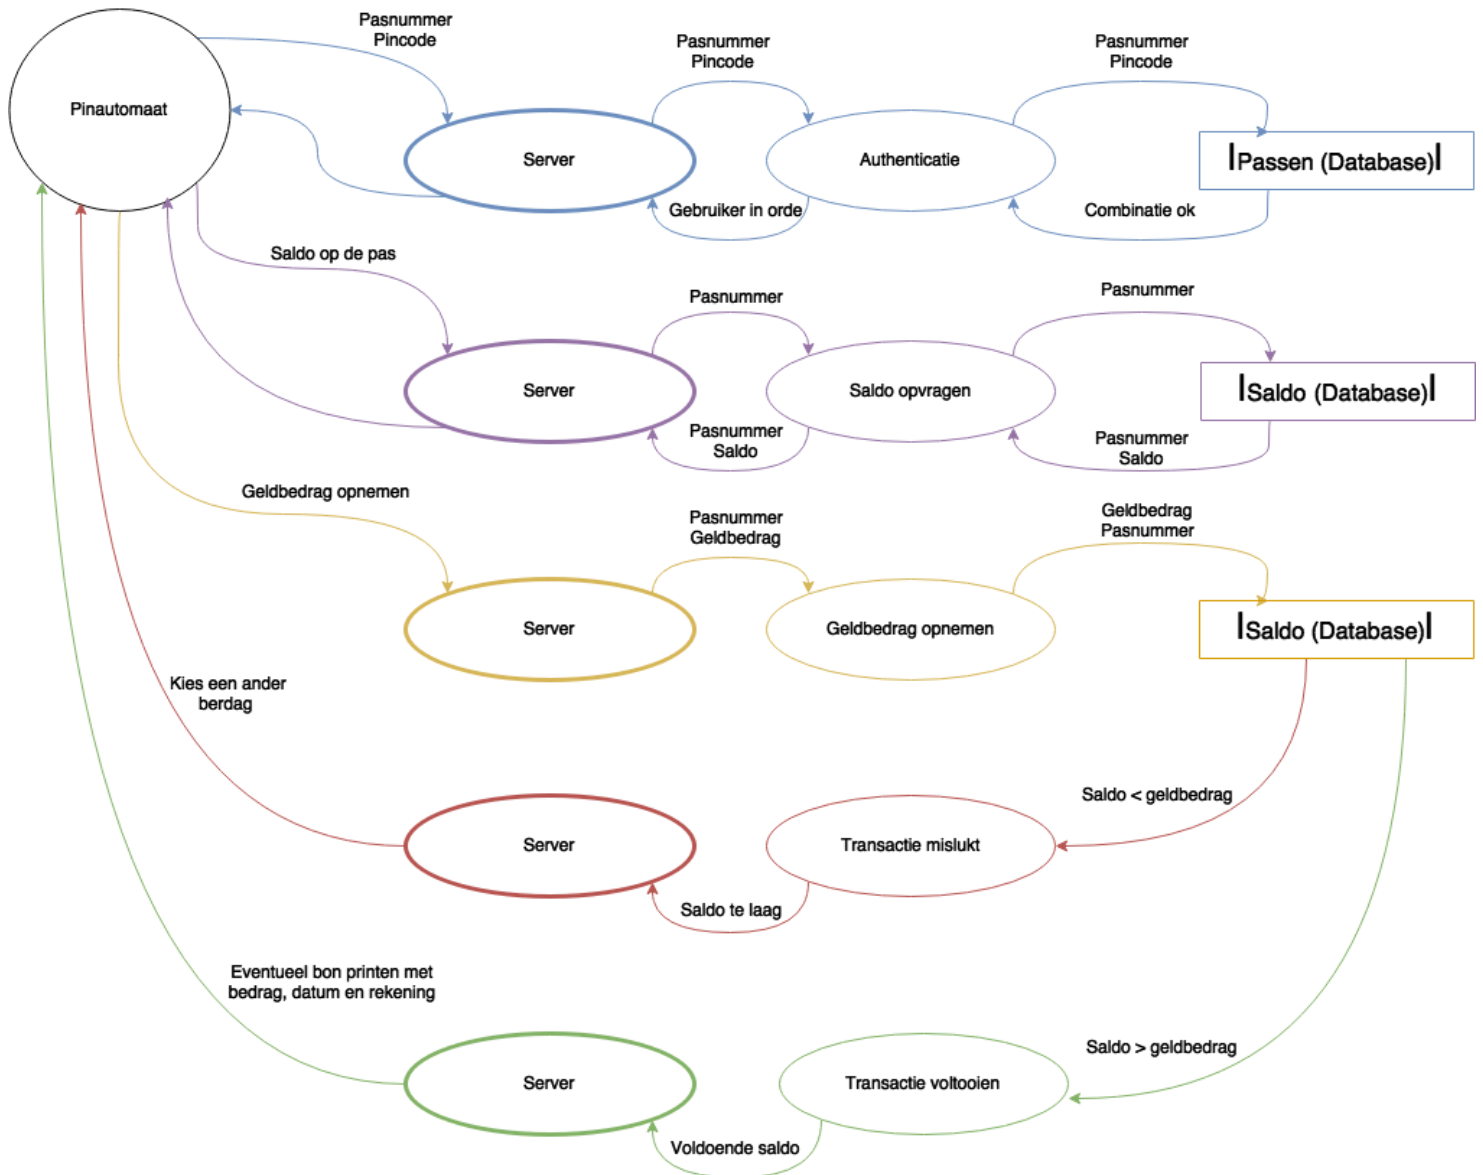 Pasnummer
Pincode
Pasnummer
Pincode
Pasnummer
Pincode
Pinautomaat
Server
Authenticatie
|Passen (Database)|
Gebruiker in orde
Combinatie ok
Saldo op de pas
Pasnummer
Pasnummer
Server
Saldo opvragen
|Saldo (Database)|
Pasnummer
Saldo
Pasnummer
Saldo
Geldbedrag opnemen
Pasnummer
Geldbedrag
Geldbedrag
Pasnummer
Server
Geldbedrag opnemen
|Saldo (Database)|
Kies een ander
berdag
Saldo < geldbedrag
Server
Transactie mislukt
Saldo te laag
Eventueel bon printen met
bedrag, datum en rekening
Saldo > geldbedrag
Server
Transactie voltooien
Voldoende saldo